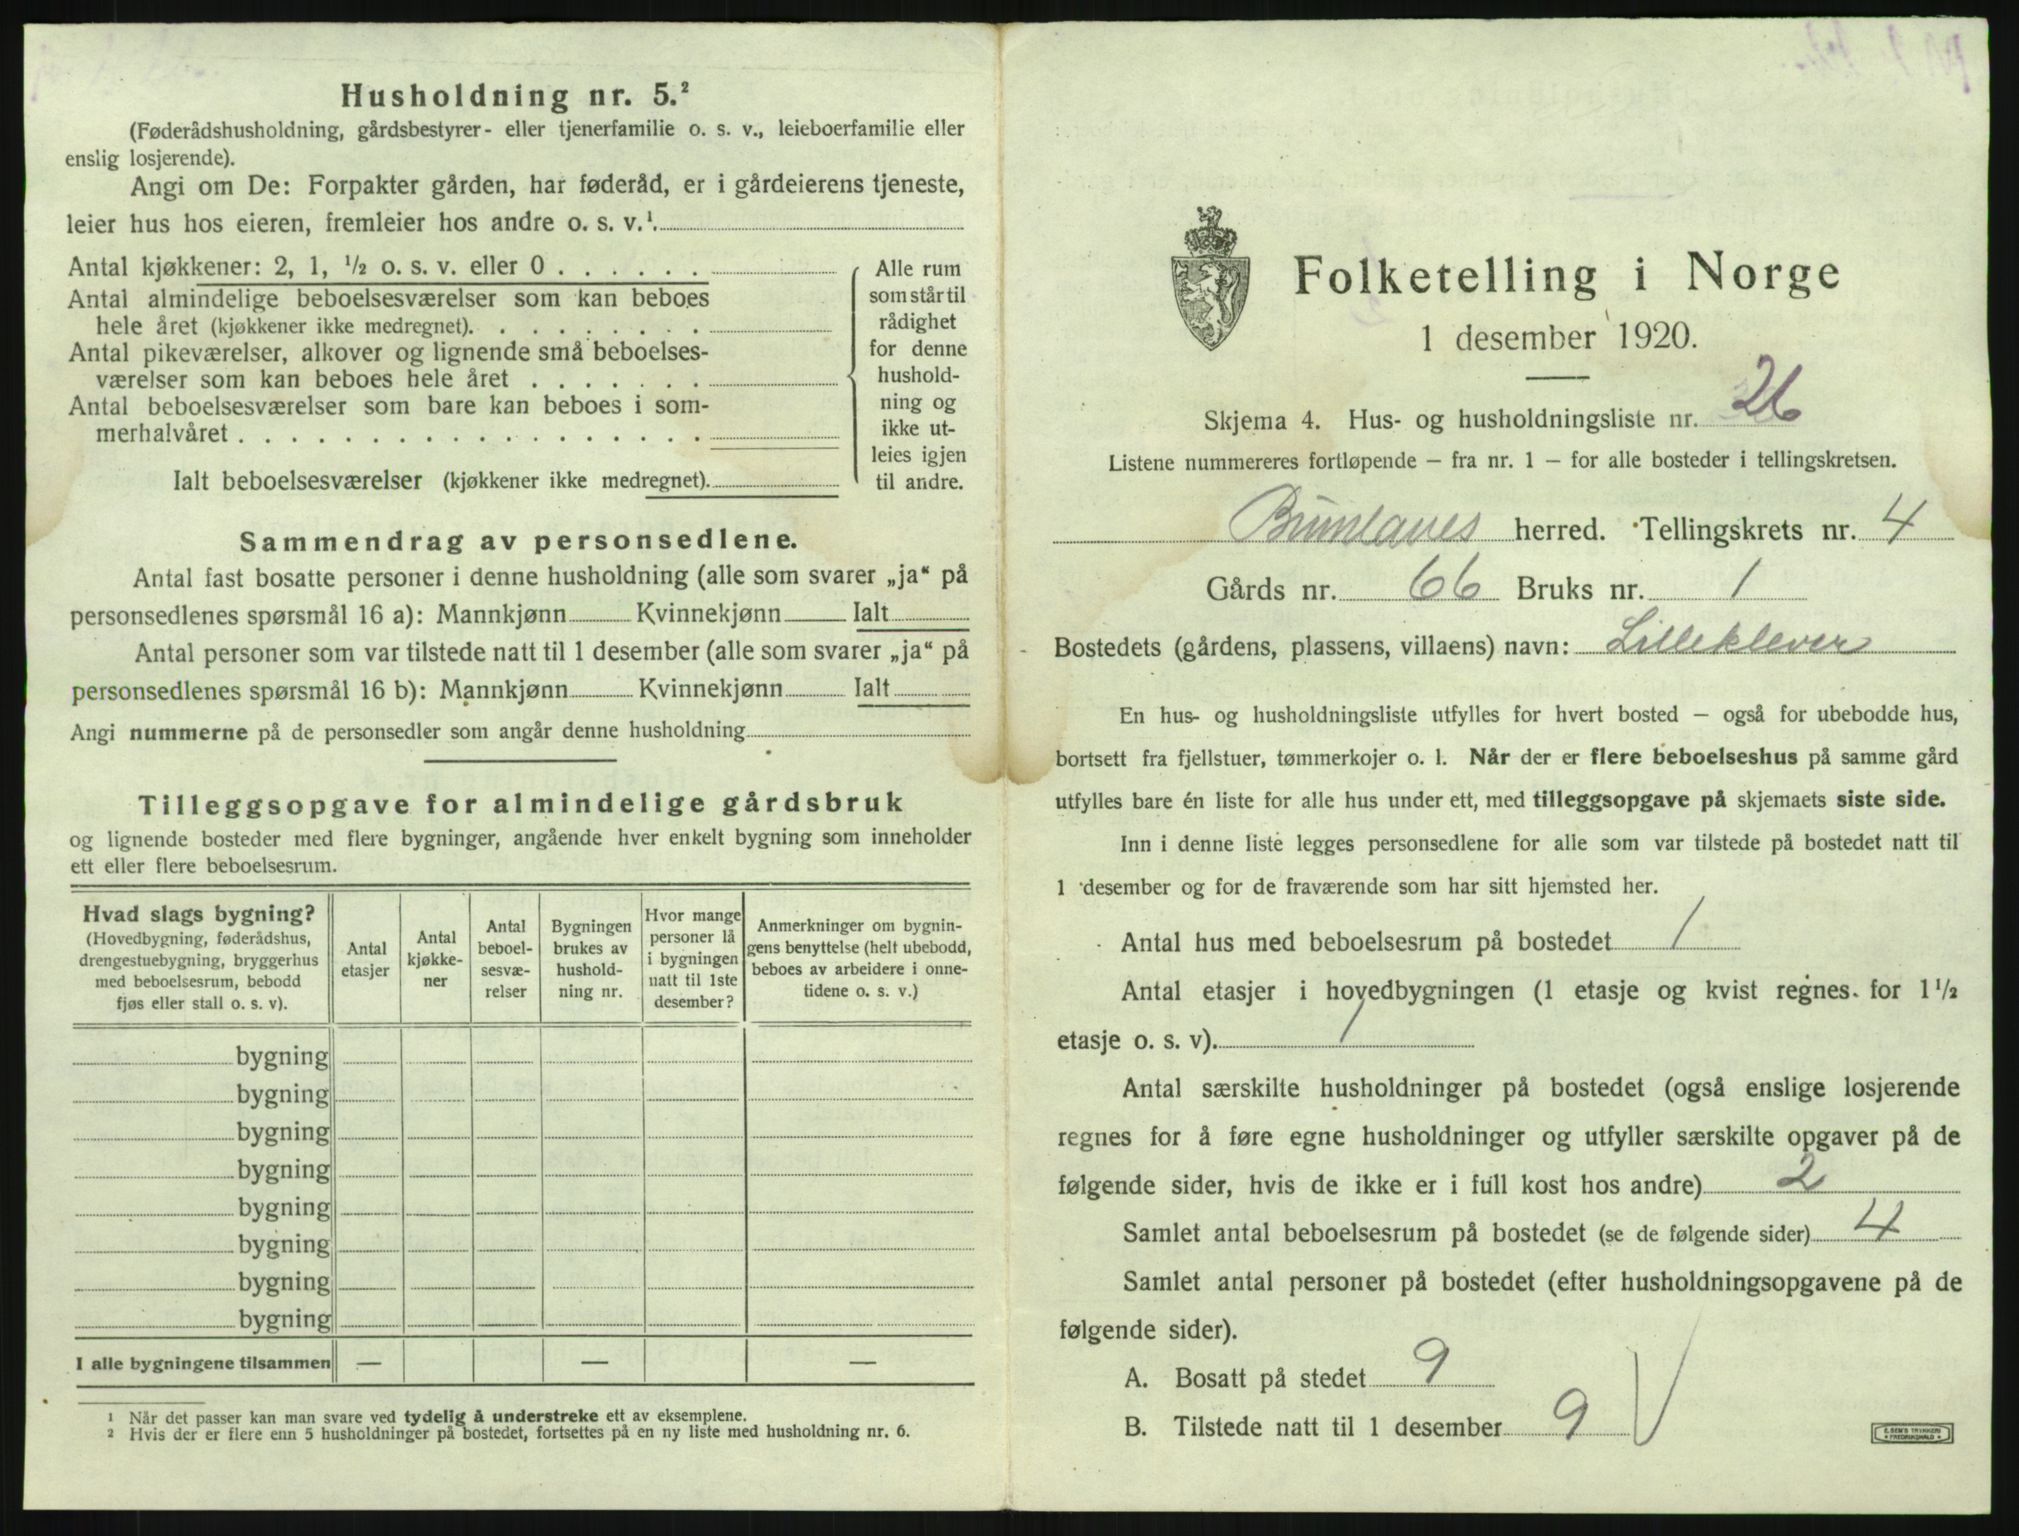 Husholdning nr. 5.²
(Føderådshusholdning, gårdsbestyrer- eller tjenerfamilie o. s. v., leieboerfamilie eller
enslig losjerende).
Angi om De: Forpakter gården, har føderåd, er i gårdeierens tjeneste,
leier hus hos eieren, fremleier hos andre o. s. v.¹.
Antal kjøkkener: 2, 1, ½ o. s. v. eller 0 . . . . . .
Antal almindelige beboelsesværelser som kan beboes
hele året (kjøkkener ikke medregnet). . . . . . . . .
Antal pikeværelser, alkover og lignende små beboelses-
værelser som kan beboes hele året . . . . . . .
Antal beboelsesværelser som bare kan beboes i som-
merhalvåret . . . . . . . . . . . . . . . . . .
Ialt beboelsesværelser (kjøkkener ikke medregnet).
Alle rum
som står til
rådighet
for denne
hushold-
ning og
ikke ut-
leies igjen
til andre.
Sammendrag av personsedlene.
Antal fast bosatte personer i denne husholdning (alle som svarer „ja“ på
personsedlenes spørsmål 16 a): Mannkjønn Kvinnekjønn Ialt
Antal personer som var tilstede natt til 1 desember (alle som svarer „ja“ på
personsedlenes spørsmål 16 b): Mannkjønn Kvinnekjønn Ialt
Angi nummerne på de personsedler som angår denne husholdning
Tilleggsopgave for almindelige gårdsbruk
og lignende bosteder med flere bygninger, angående hver enkelt bygning som inneholder
ett eller flere beboelsesrum.
Hvad slags bygning?
(Hovedbygning, føderådshus,
drengestuebygning, bryggerhus
med beboelsesrum, bebodd
fjøs eller stall o. s. v).
Antal
etasjer
Antal
kjøkke-
ner
Antal
beboel-
sesvæ-
relser
Bygningen
brukes av
hushold-
ning nr.
Hvor mange
personer lå
i bygningen
natt til 1ste
desember?
Anmerkninger om bygnin-
gens benyttelse (helt ubebodd,
beboes av arbeidere i onne-
tidene o. s. v.)
bygning
bygning
bygning
bygning
bygning
bygning
bygning
bygning
I alle bygningene tilsammen — — —
¹ Når det passer kan man svare ved tydelig å understreke ett av eksemplene.
² Hvis der er flere enn 5 husholdninger på bostedet, fortsettes på en ny liste med husholdning nr. 6.
Folketelling i Norge
1 desember 1920.
Skjema 4. Hus- og husholdningsliste nr. 26
Listene nummereres fortløpende — fra nr. 1 — for alle bosteder i tellingskretsen.
Brunlanes herred. Tellingskrets nr. 4
Gårds nr. 66 Bruks nr. 1
Bostedets (gårdens, plassens, villaens) navn: Lilleklever
En hus- og husholdningsliste utfylles for hvert bosted — også for ubebodde hus,
bortsett fra fjellstuer, tømmerkojer o. l. Når der er flere beboelseshus på samme gård
utfylles bare én liste for alle hus under ett, med tilleggsopgave på skjemaets siste side.
Inn i denne liste legges personsedlene for alle som var tilstede på bostedet natt til
1 desember og for de fraværende som har sitt hjemsted her.
Antal hus med beboelsesrum på bostedet 1
Antal etasjer i hovedbygningen (1 etasje og kvist regnes for 1½
etasje o. s. v). 1
Antal særskilte husholdninger på bostedet (også enslige losjerende
regnes for å føre egne husholdninger og utfyller særskilte opgaver på de
følgende sider, hvis de ikke er i full kost hos andre) 2
Samlet antal beboelsesrum på bostedet (se de følgende sider) 4
Samlet antal personer på bostedet (efter husholdningsopgavene på de
følgende sider).
A. Bosatt på stedet 9
B. Tilstede natt til 1 desember 9
E. SEM'S TRYKKERI
FREDRIKSHALD